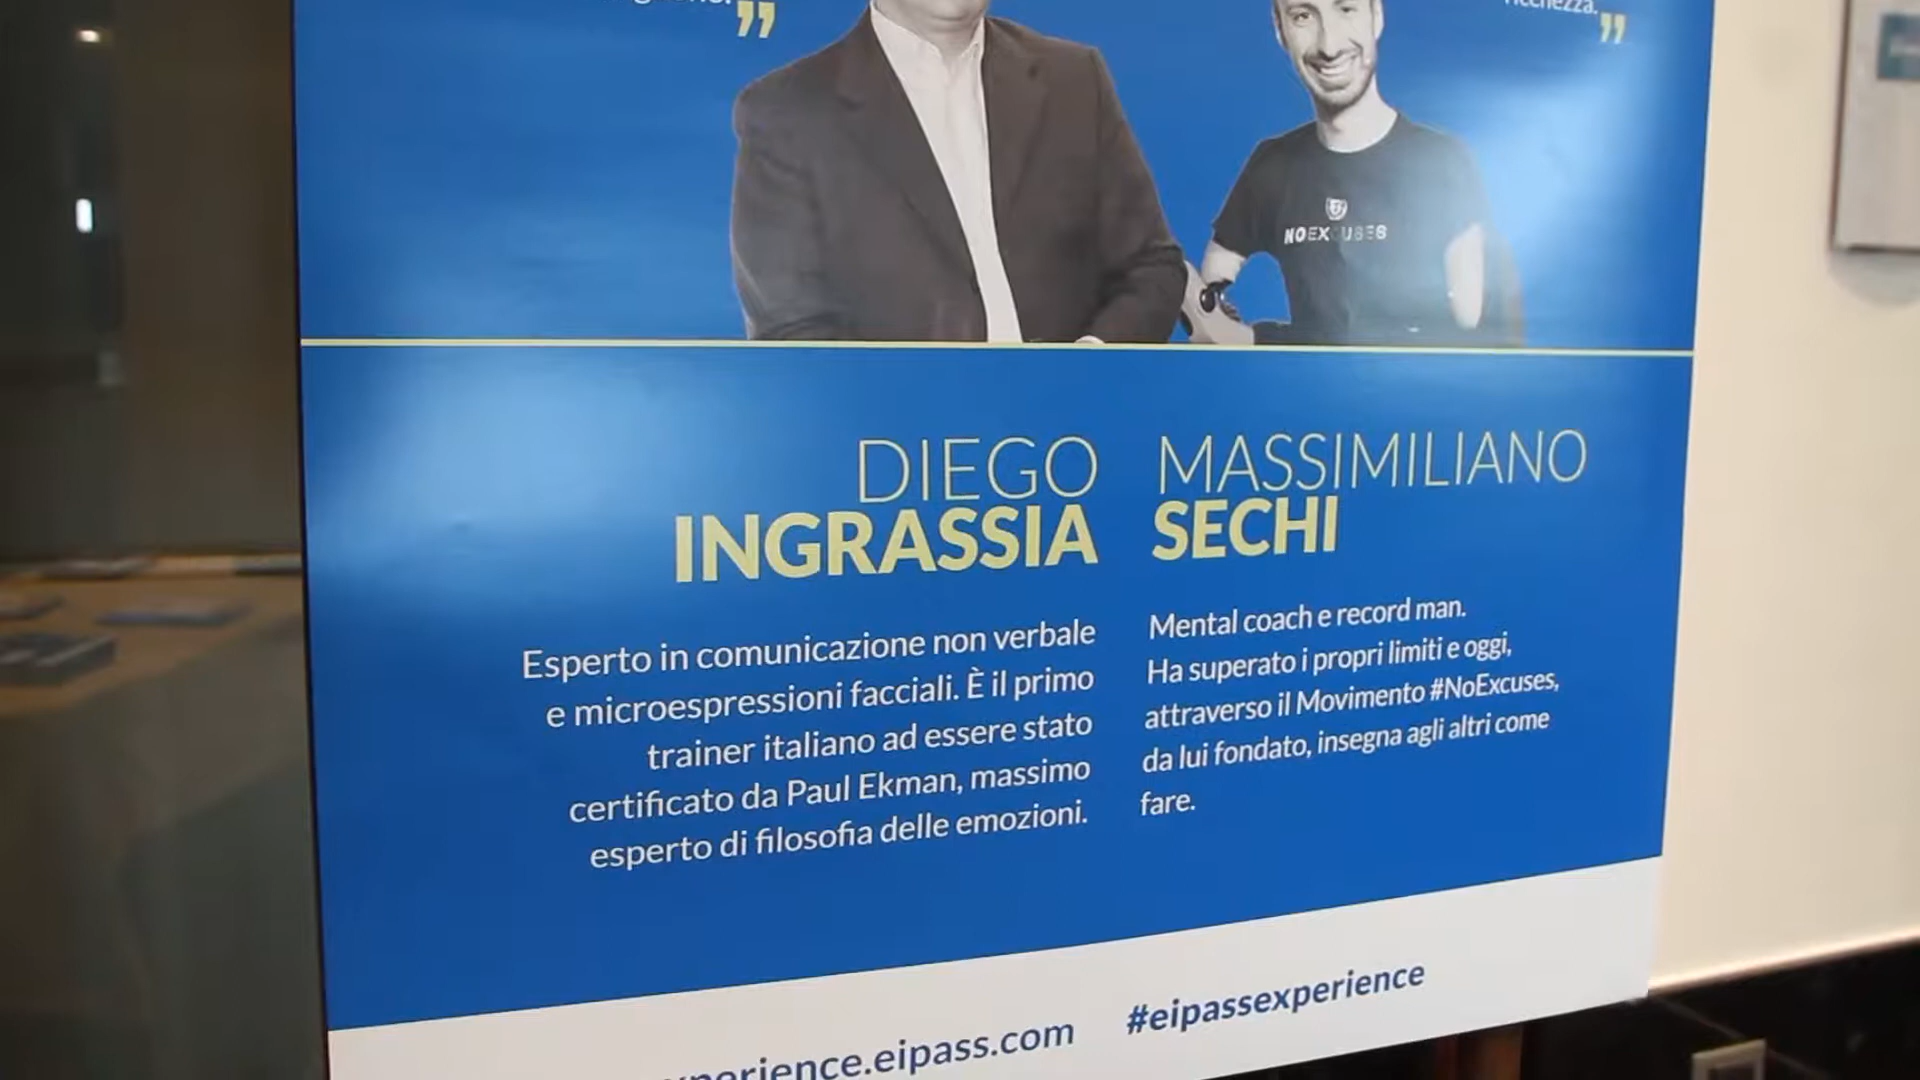 ”
”
NOEXCUSES
DIEGO
INGRASSIA
Esperto in comunicazione non verbale
e microespressioni facciali. È il primo
trainer italiano ad essere stato
certificato da Paul Ekman, massimo
esperto di filosofia delle emozioni.
MASSIMILIANO
SECHI
Mental coach e record man.
Ha superato i propri limiti e oggi,
attraverso il Movimento #NoExcuses,
da lui fondato, insegna agli altri come
fare.
#eipassexperience